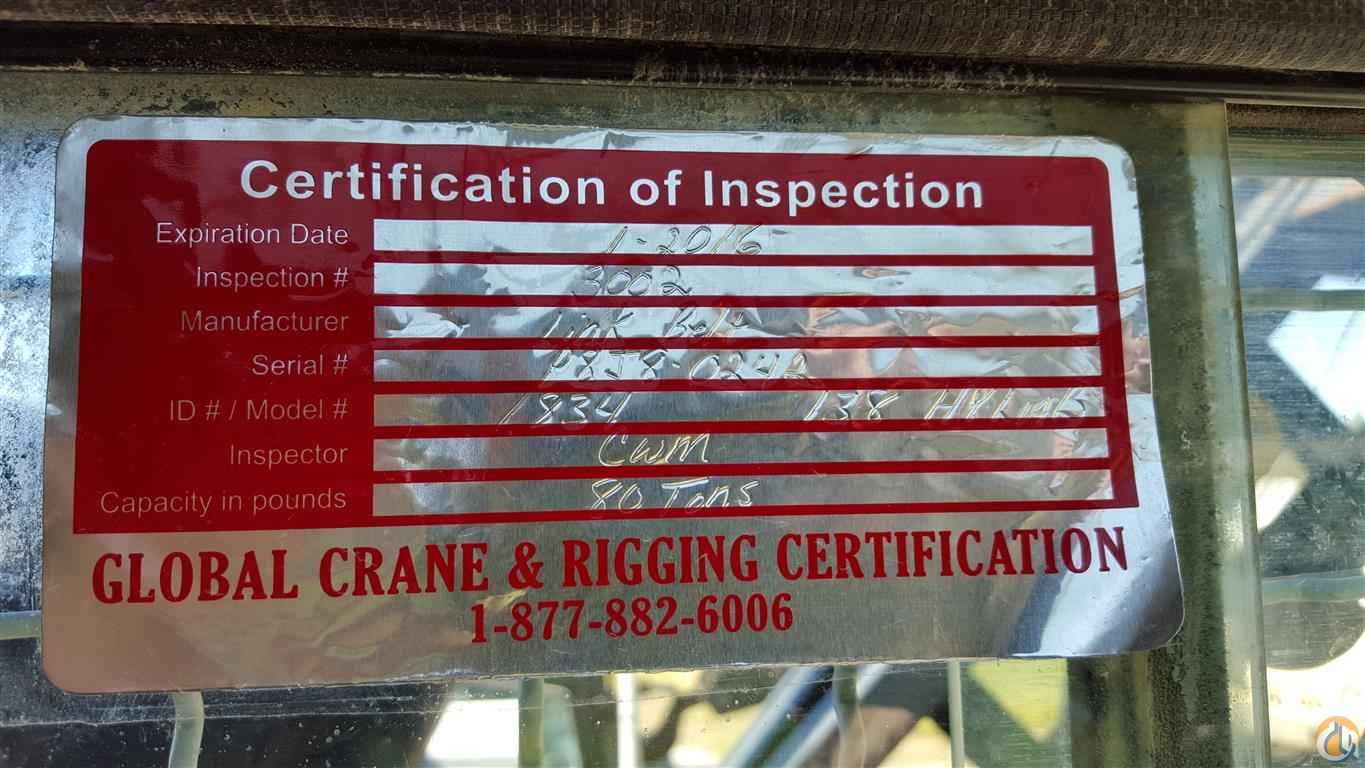 Certification of Inspection
Expiration Date 1-2016
Inspection # 3002
Manufacturer Link Belt
Serial #
ID # / Model # 1834 138 HyLink
Inspector CWM
Capacity in pounds 80 Tons
GLOBAL CRANE & RIGGING CERTIFICATION
1-877-882-6006